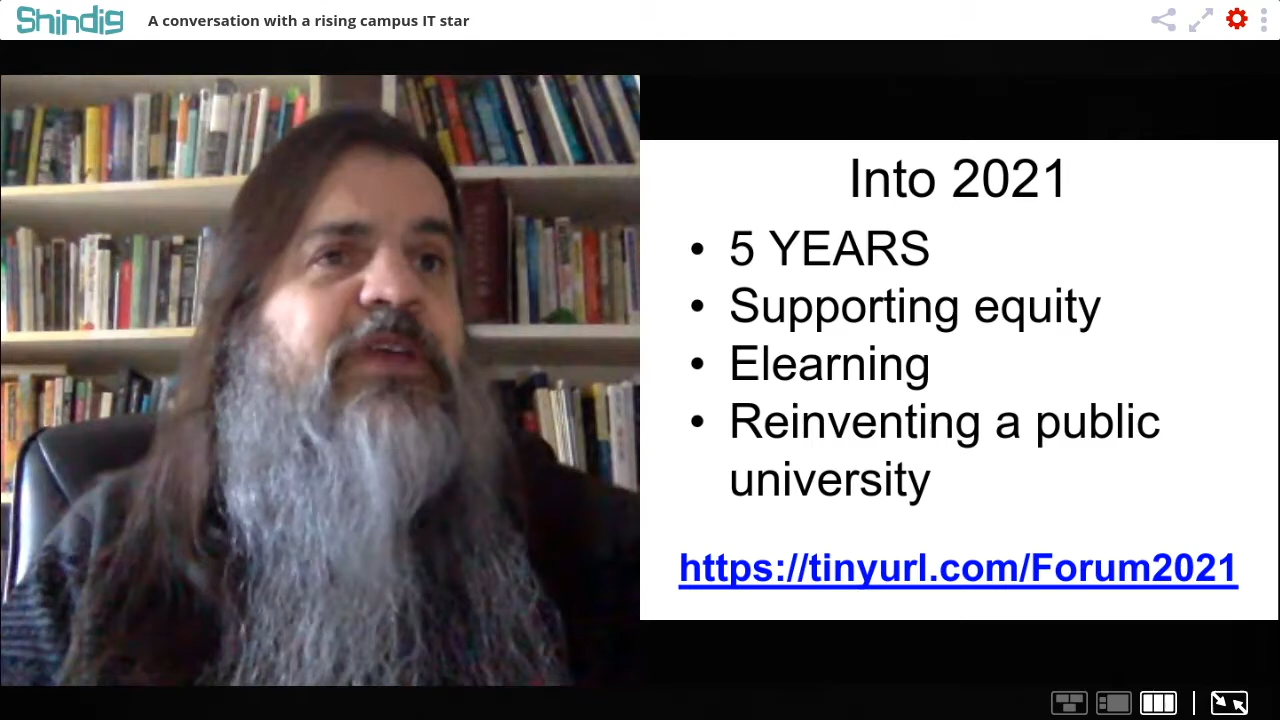 Shindig
A conversation with a rising campus IT star
Into 2021
• 5 YEARS
• Supporting equity
• Elearning
• Reinventing a public
university
https://tinyurl.com/Forum2021